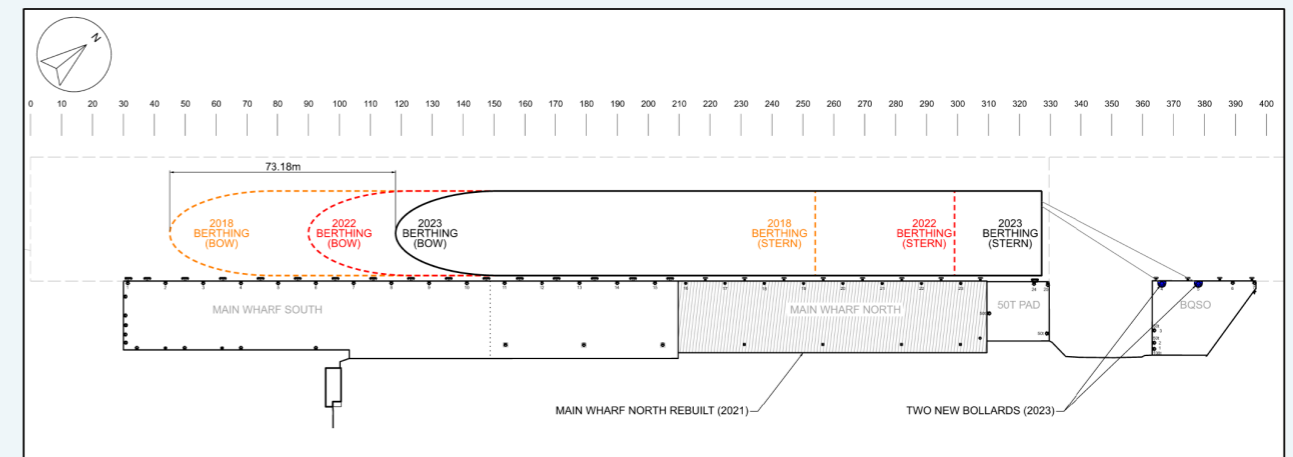 N
0 10 20 30 40 50 60 70 80 90 100 110 120 130 140 150 160 170 180 190 200 210 220 230 240 250 260 270 280 290 300 310 320 330 340 350 360 370 380 390 400
73.18m
2018
BERTHING
(BOW)
2022
BERTHING
(BOW)
2023
BERTHING
(BOW)
2018
BERTHING
(STERN)
2022
BERTHING
(STERN)
2023
BERTHING
(STERN)
MAIN WHARF SOUTH
MAIN WHARF NORTH
50T PAD
BQSO
MAIN WHARF NORTH REBUILT (2021)
TWO NEW BOLLARDS (2023)